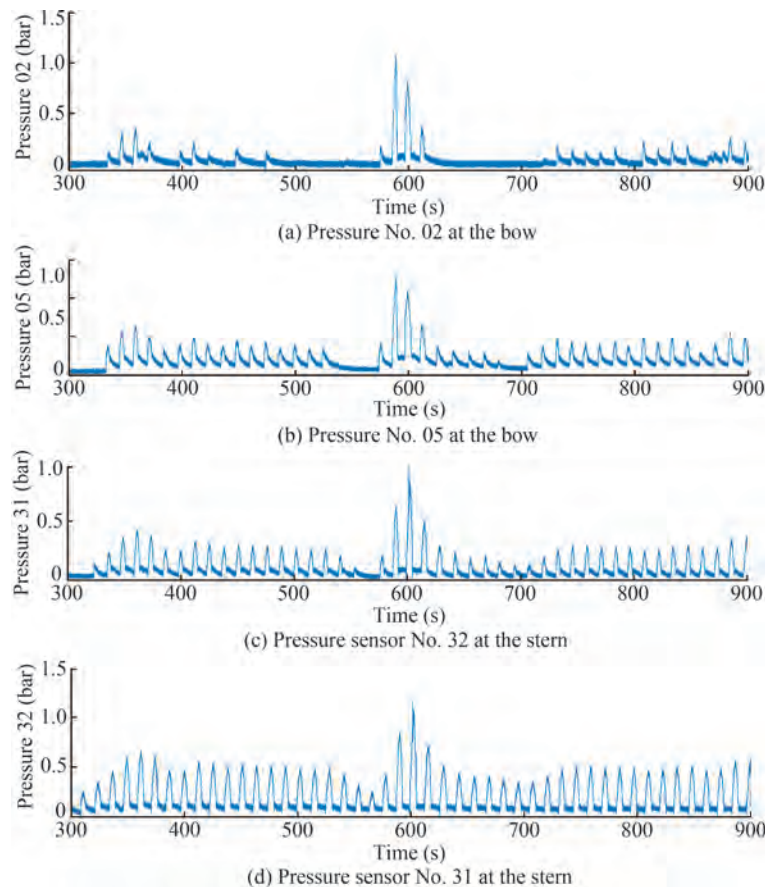 1.5
1.0
0.5
0
Pressure 02 (bar)
300 400 500 600 700 800 900
Time (s)
(a) Pressure No. 02 at the bow
1.0
0.5
0
Pressure 05 (bar)
300 400 500 600 700 800 900
Time (s)
(b) Pressure No. 05 at the bow
1.0
0.5
0
Pressure 31 (bar)
300 400 500 600 700 800 900
Time (s)
(c) Pressure sensor No. 32 at the stern
1.5
1.0
0.5
0
Pressure 32 (bar)
300 400 500 600 700 800 900
Time (s)
(d) Pressure sensor No. 31 at the stern